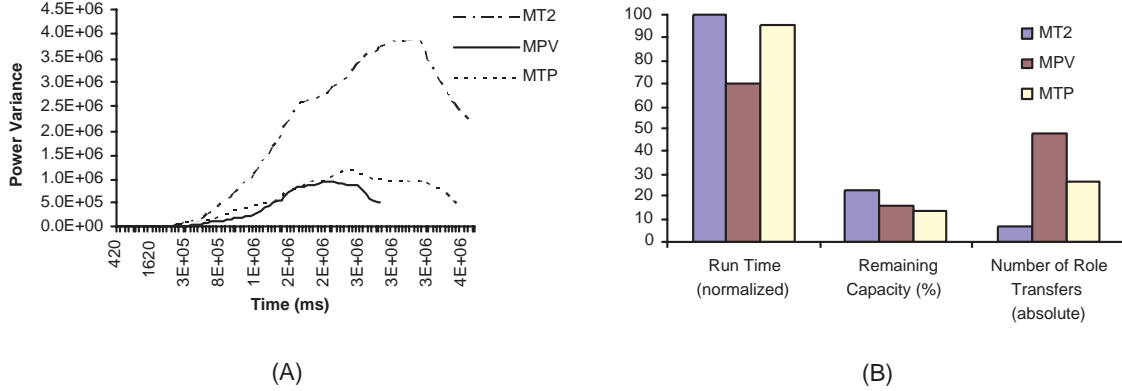 4.5E+06
4.0E+06
3.5E+06
3.0E+06
2.5E+06
2.0E+06
1.5E+06
1.0E+06
5.0E+05
0.0E+00
Power Variance
MT2
MPV
MTP
420
1620
3E+05
8E+05
1E+06
2E+06
2E+06
3E+06
3E+06
3E+06
4E+06
Time (ms)
(A)
100
90
80
70
60
50
40
30
20
10
0
MT2
MPV
MTP
Run Time
(normalized)
Remaining
Capacity (%)
Number of Role
Transfers
(absolute)
(B)